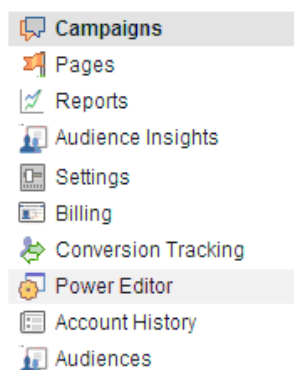 Campaigns
Pages
Reports
Audience Insights
Settings
Billing
Conversion Tracking
Power Editor
Account History
Audiences